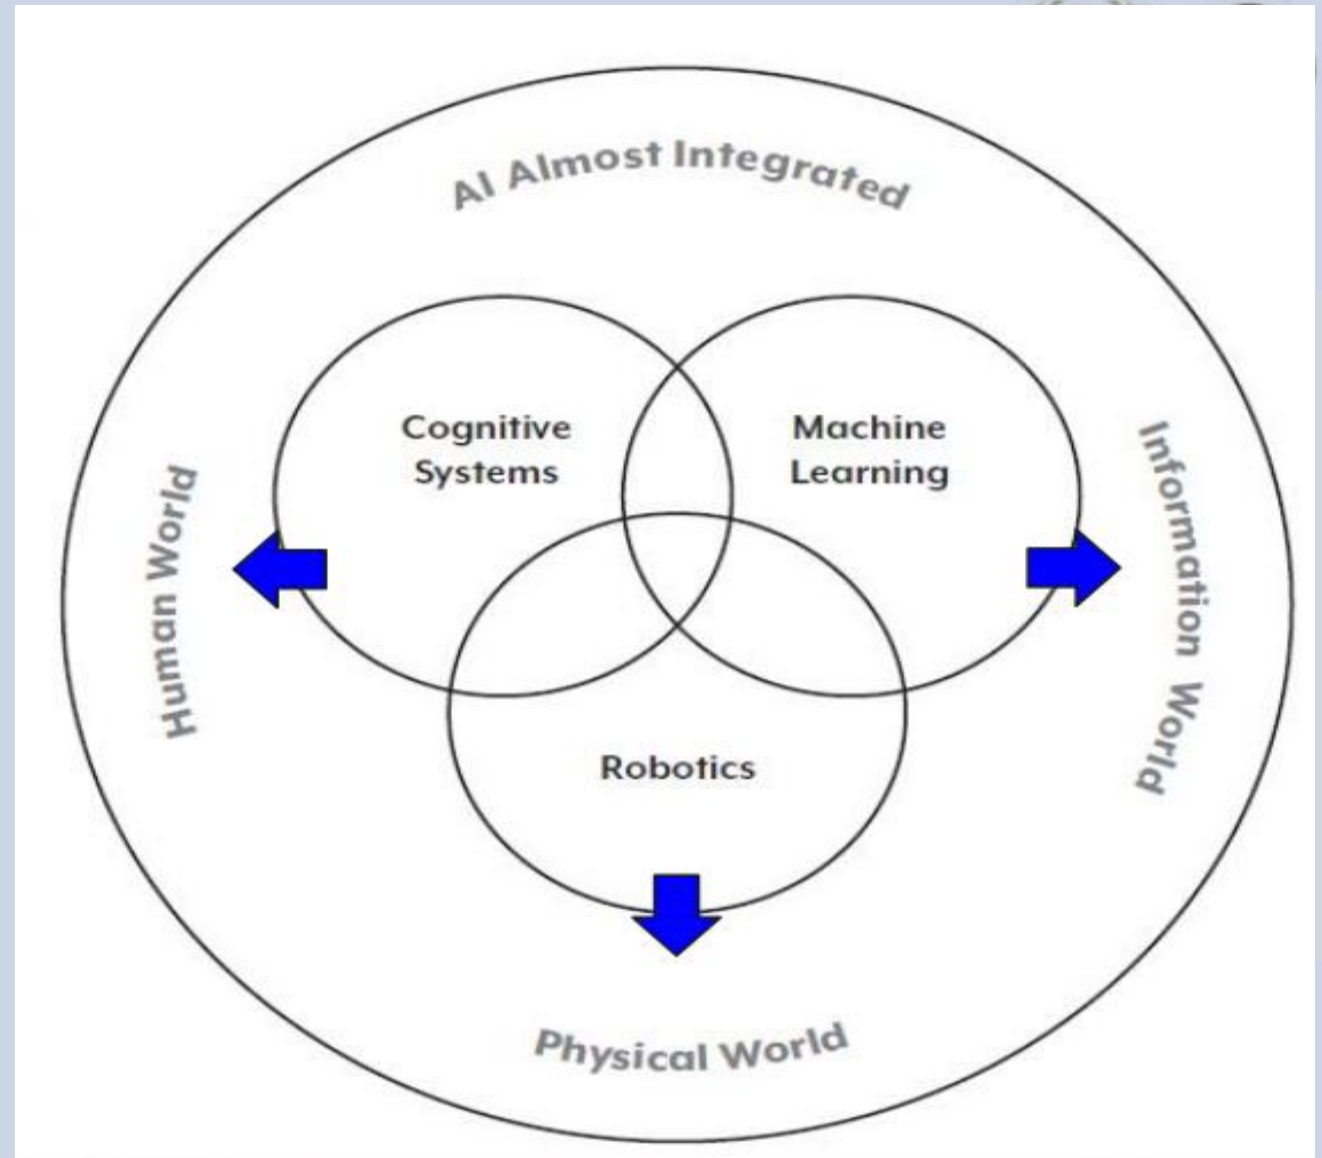 AI Almost Integrated
Cognitive
Systems
Machine
Learning
Human World
Information World
Robotics
Physical World